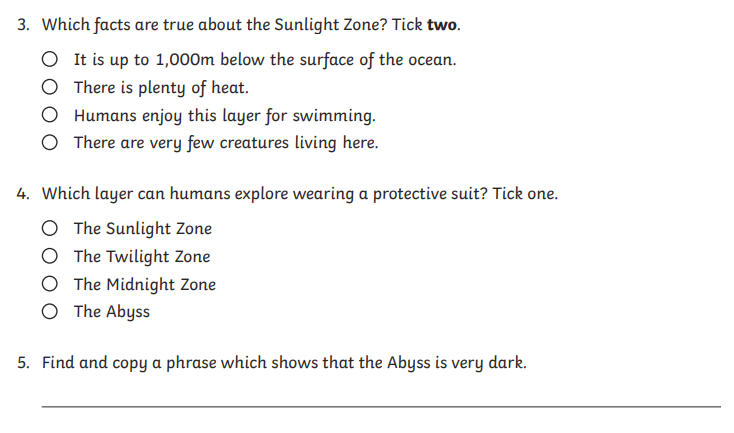 3. Which facts are true about the Sunlight Zone? Tick two.
It is up to 1,000m below the surface of the ocean.
There is plenty of heat.
Humans enjoy this layer for swimming.
There are very few creatures living here.
4. Which layer can humans explore wearing a protective suit? Tick one.
The Sunlight Zone
The Twilight Zone
The Midnight Zone
The Abyss
5. Find and copy a phrase which shows that the Abyss is very dark.